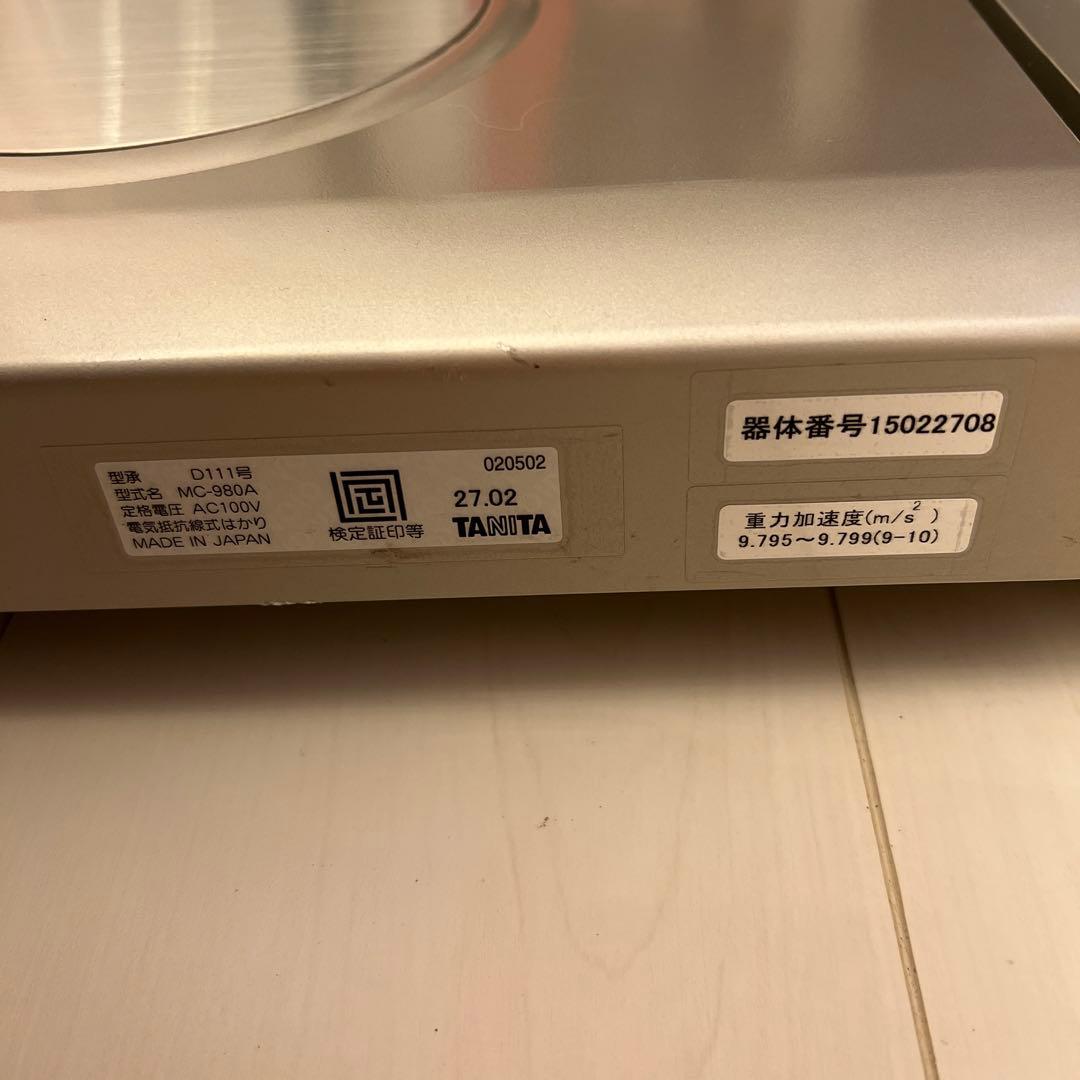 型承 D111号
型式名 MC-980A
定格電圧 AC100V
電気抵抗線式はかり
MADE IN JAPAN
正
検定証印等
020502
27.02
TANITA
器体番号15022708
重力加速度(m/s²)
9.795～9.799(9-10)